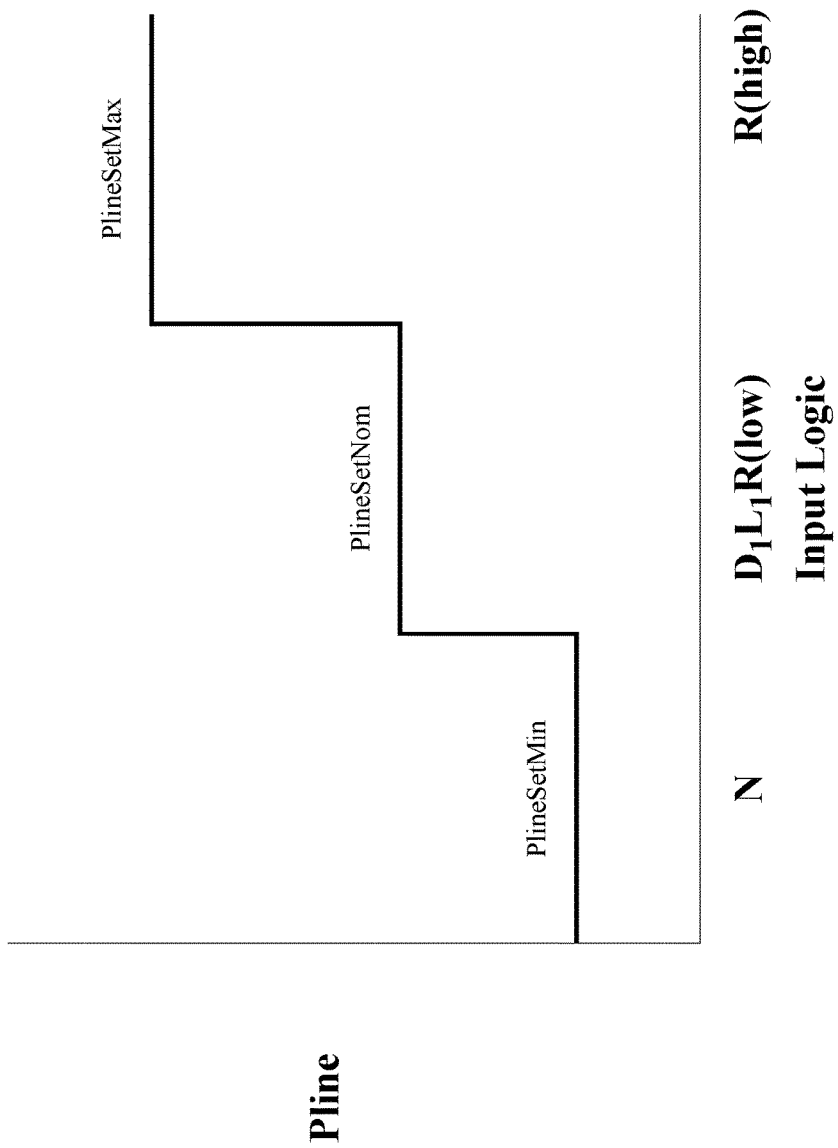 Pline
PlineSetMax
PlineSetNom
PlineSetMin
N
D₁L₁R(low)
R(high)
Input Logic